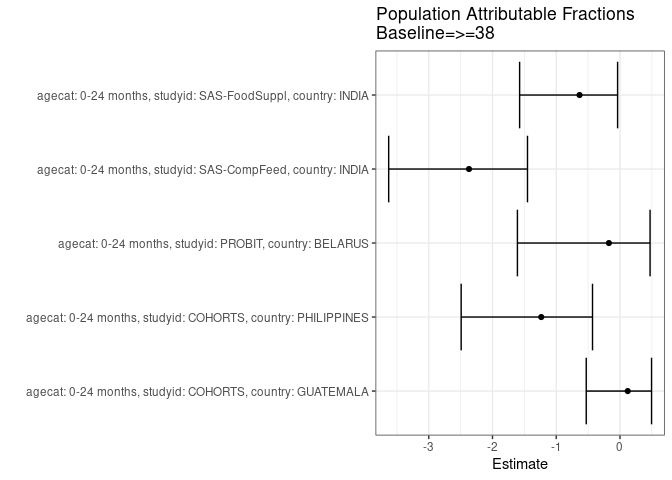 Population Attributable Fractions
Baseline=>=38
agecat: 0-24 months, studyid: SAS-FoodSuppl, country: INDIA
agecat: 0-24 months, studyid: SAS-CompFeed, country: INDIA
agecat: 0-24 months, studyid: PROBIT, country: BELARUS
agecat: 0-24 months, studyid: COHORTS, country: PHILIPPINES
agecat: 0-24 months, studyid: COHORTS, country: GUATEMALA
-3 -2 -1 0
Estimate